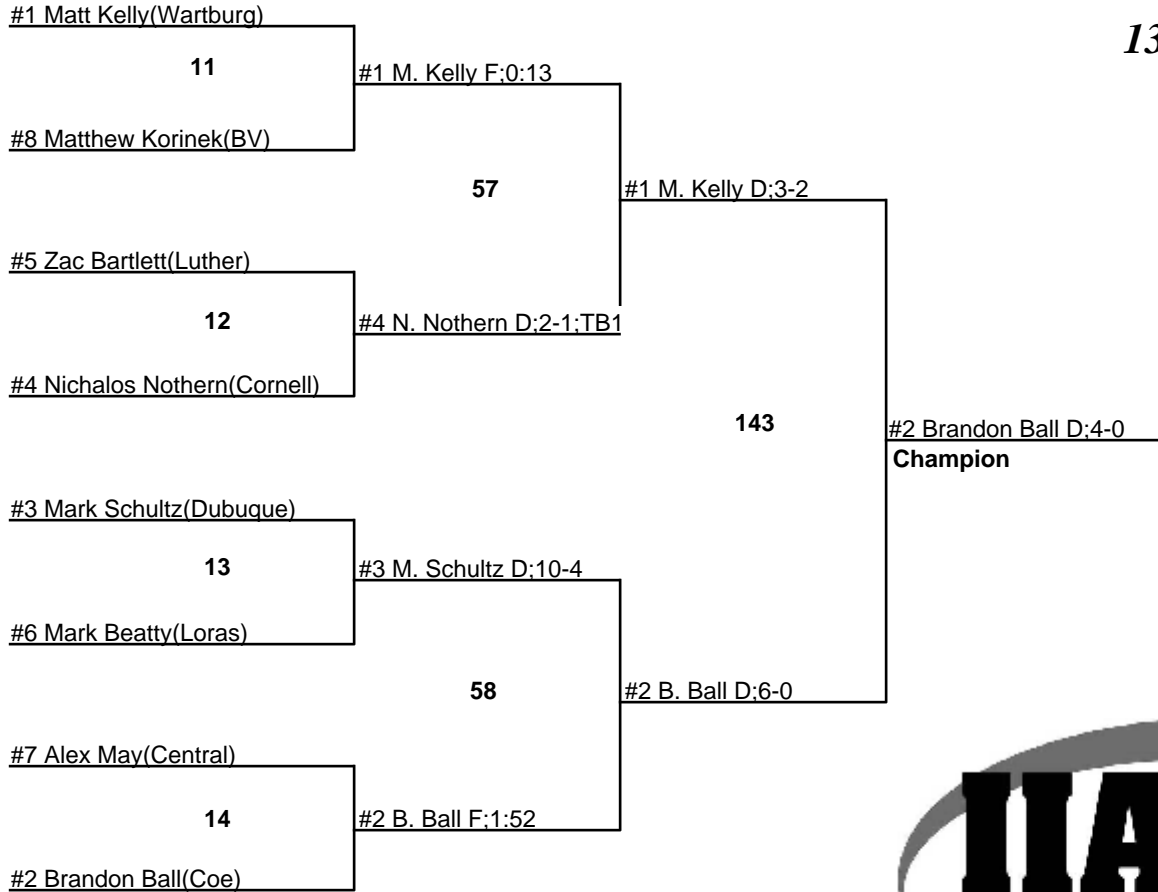 #1 Matt Kelly(Wartburg)
13
11
#1 M. Kelly F;0:13
#8 Matthew Korinek(BV)
57
#1 M. Kelly D;3-2
#5 Zac Bartlett(Luther)
12
#4 N. Nothern D;2-1;TB1
#4 Nichalos Nothern(Cornell)
143
#2 Brandon Ball D;4-0
Champion
#3 Mark Schultz(Dubuque)
13
#3 M. Schultz D;10-4
#6 Mark Beatty(Loras)
58
#2 B. Ball D;6-0
#7 Alex May(Central)
14
#2 B. Ball F;1:52
#2 Brandon Ball(Coe)
IIA